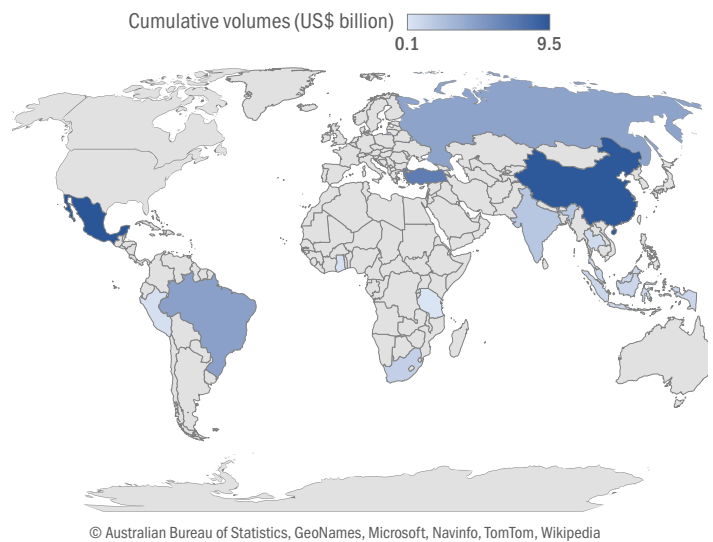 Cumulative volumes (US$ billion)
0.1 9.5
© Australian Bureau of Statistics, GeoNames, Microsoft, Navinfo, TomTom, Wikipedia